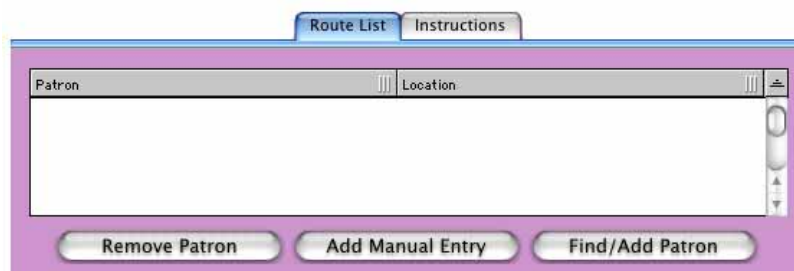 Route List Instructions
Patron Location
Remove Patron Add Manual Entry Find/Add Patron